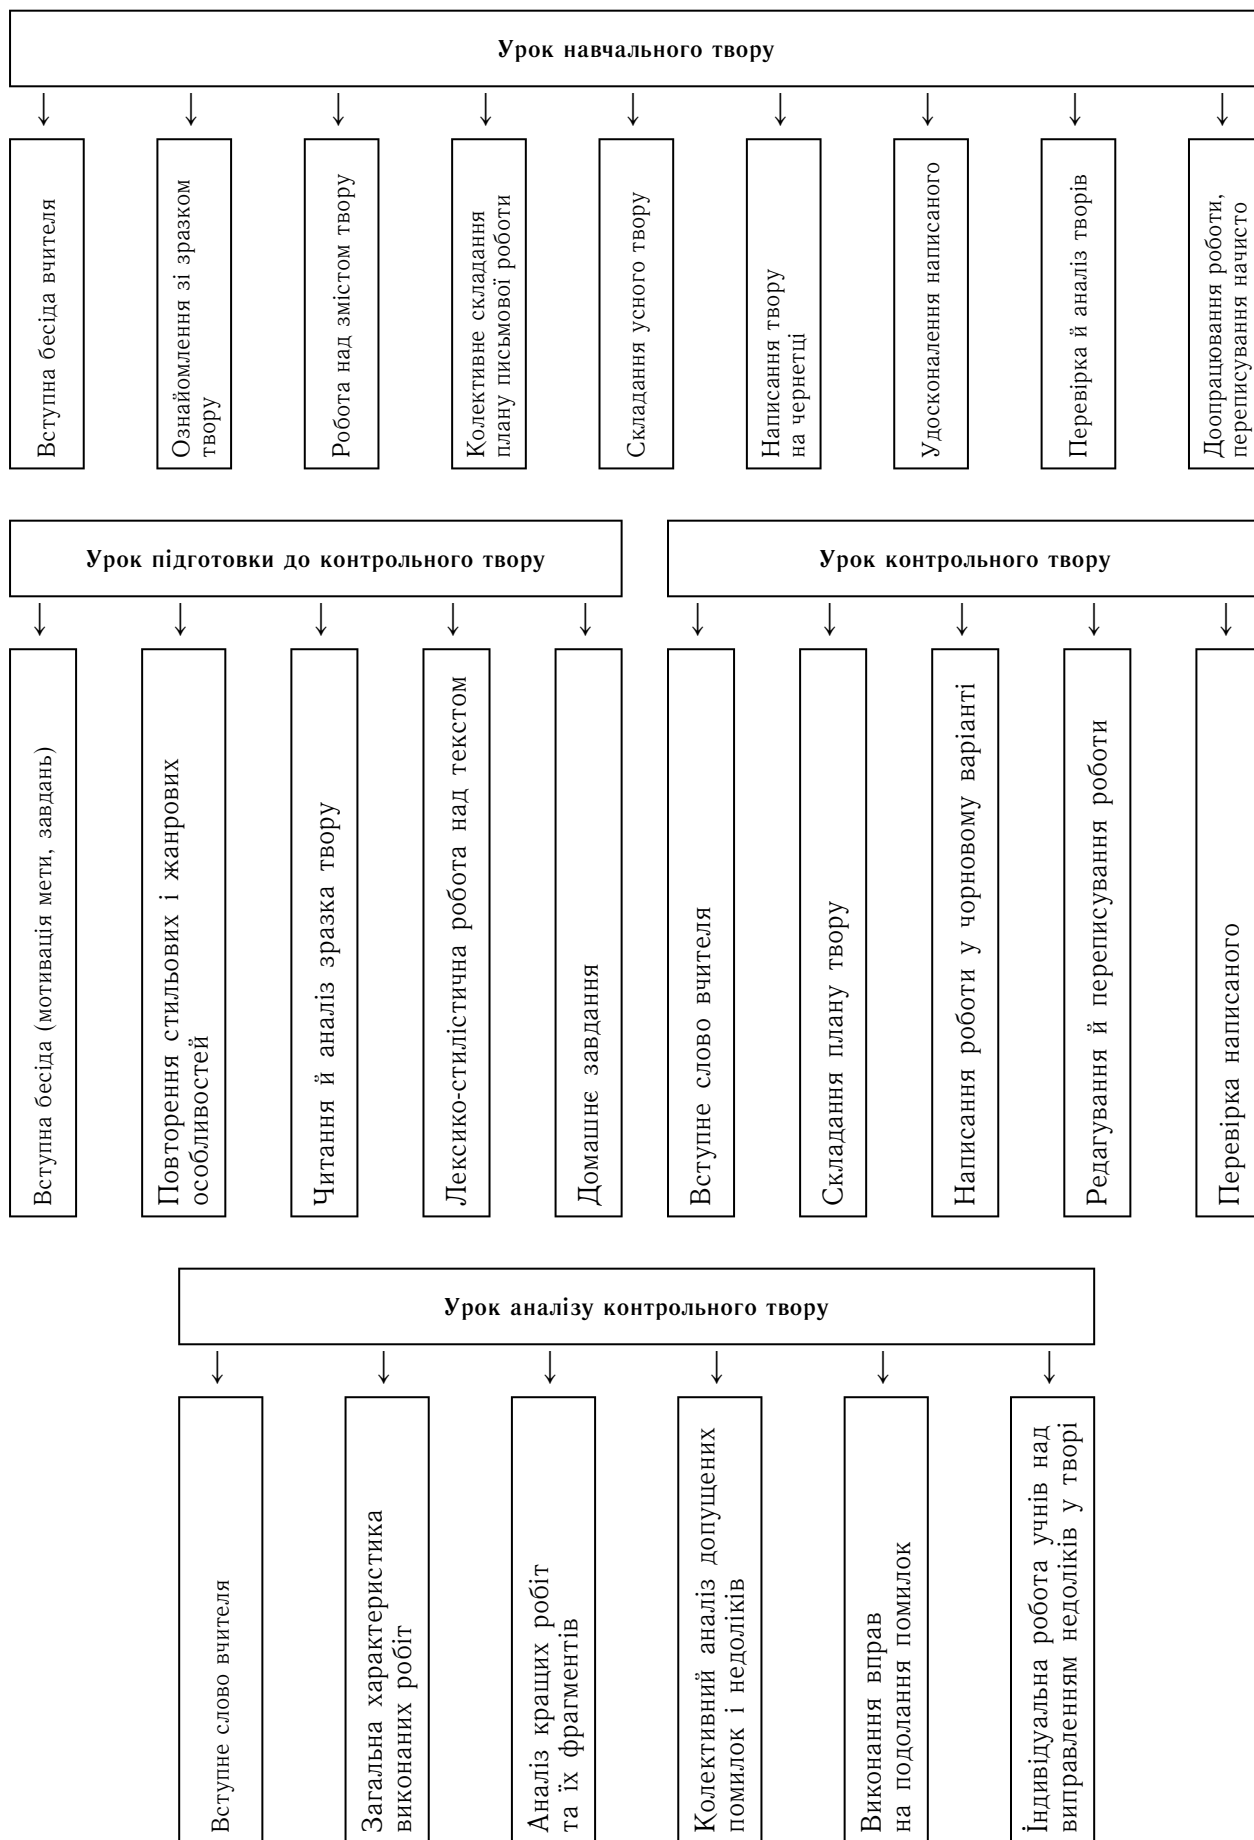 Урок навчального твору
Вступна бесіда вчителя
Ознайомлення зі зразком
твору
Робота над змістом твору
Колективне складання
плану письмової роботи
Складання усного твору
Написання твору
на чернетці
Удосконалення написаного
Перевірка й аналіз творів
Доопрацювання роботи,
переписування начисто
Урок підготовки до контрольного твору
Вступна бесіда (мотивація мети, завдань)
Повторення стильових і жанрових
особливостей
Читання й аналіз зразка твору
Лексико-стилістична робота над текстом
Домашнє завдання
Урок контрольного твору
Вступне слово вчителя
Складання плану твору
Написання роботи у чорновому варіанті
Редагування й переписування роботи
Перевірка написаного
Урок аналізу контрольного твору
Вступне слово вчителя
Загальна характеристика
виконаних робіт
Аналіз кращих робіт
та їх фрагментів
Колективний аналіз допущених
помилок і недоліків
Виконання вправ
на подолання помилок
Індивідуальна робота учнів над
виправленням недоліків у творі